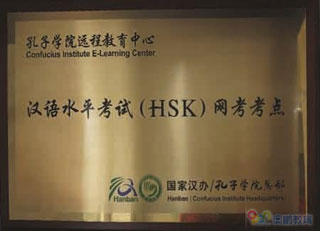 孔子学院远程教育中心
Confucius Institute E-Learning Center
汉语水平考试（HSK）网考考点
Hanban
国家汉办/孔子学院总部
Hanban / Confucius Institute Headquarters